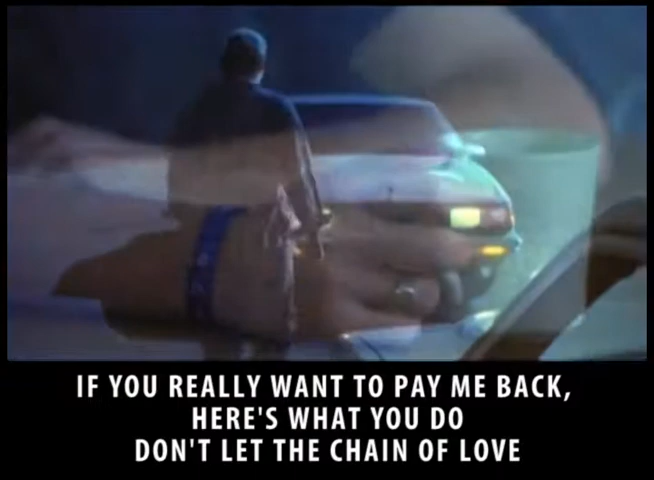 IF YOU REALLY WANT TO PAY ME BACK,
HERE'S WHAT YOU DO
DON'T LET THE CHAIN OF LOVE